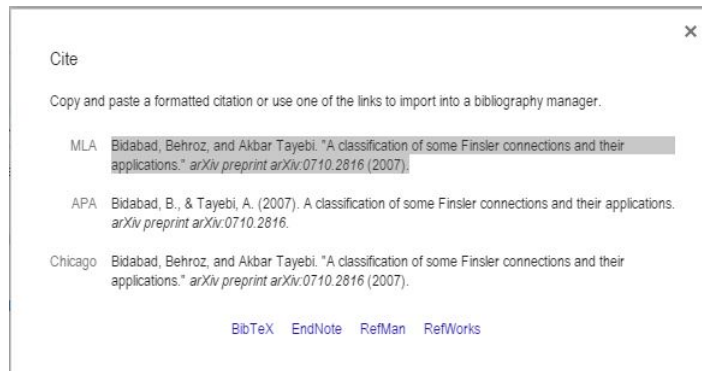 ×
Cite
Copy and paste a formatted citation or use one of the links to import into a bibliography manager.
MLA Bidabad, Behroz, and Akbar Tayebi. "A classification of some Finsler connections and their
applications." arXiv preprint arXiv:0710.2816 (2007).
APA Bidabad, B., & Tayebi, A. (2007). A classification of some Finsler connections and their applications.
arXiv preprint arXiv:0710.2816.
Chicago Bidabad, Behroz, and Akbar Tayebi. "A classification of some Finsler connections and their
applications." arXiv preprint arXiv:0710.2816 (2007).
BibTeX EndNote RefMan RefWorks